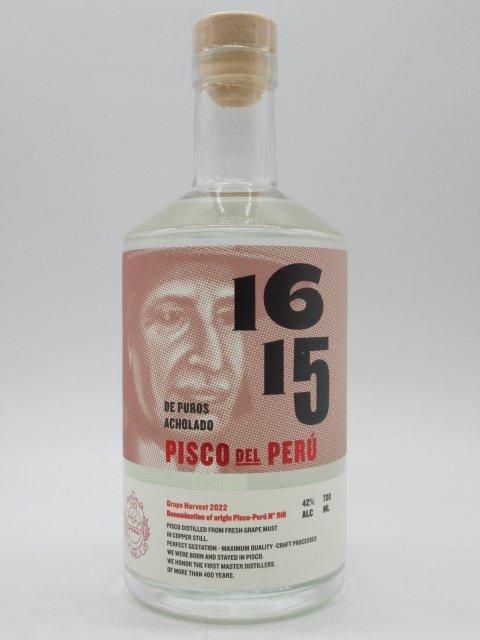 16
15
DE PUROS
ACHOLADO
PISCO DEL PERÚ
Grape Harvest 2022
Denomination of origin Pisco-Perú Nº 916
42% 700
ALC ML
PISCO DISTILLED FROM FRESH GRAPE MUST
IN COPPER STILL.
PERFECT GESTATION - MAXIMUM QUALITY -CRAFT PROCESSES
WE WERE BORN AND STAYED IN PISCO.
WE HONOR THE FIRST MASTER DISTILLERS
OF MORE THAN 400 YEARS.